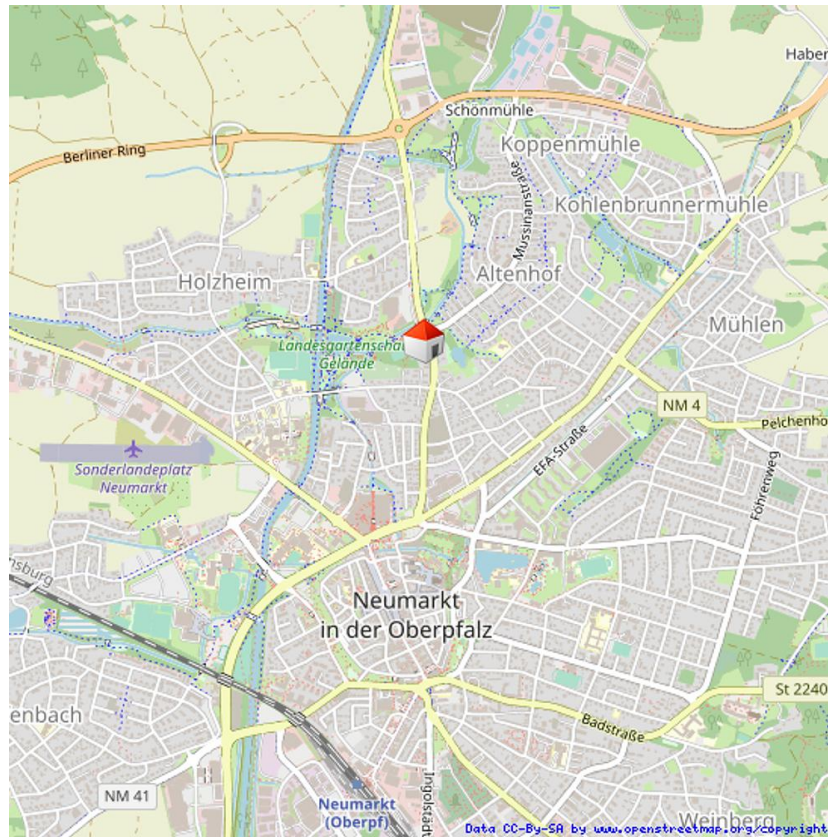 Haber
Schönmühle
Koppenmühle
Berliner Ring
Mussinanstraße
Kohlenbrunnermühle
Altenhof
Holzheim
Mühlen
Landesgartenscha
Gelände
NM 4
Pelchenho
EFA-Straße
Sonderlandeplatz
Neumarkt
Föhrenweg
nsburg
Neumarkt
in der Oberpfalz
St 2240
enbach
Badstraße
NM 41
Ingolstädt
Neumarkt
(Oberpf)
Weinberg
Data CC-By-SA by www.openstreetmap.org/copyright